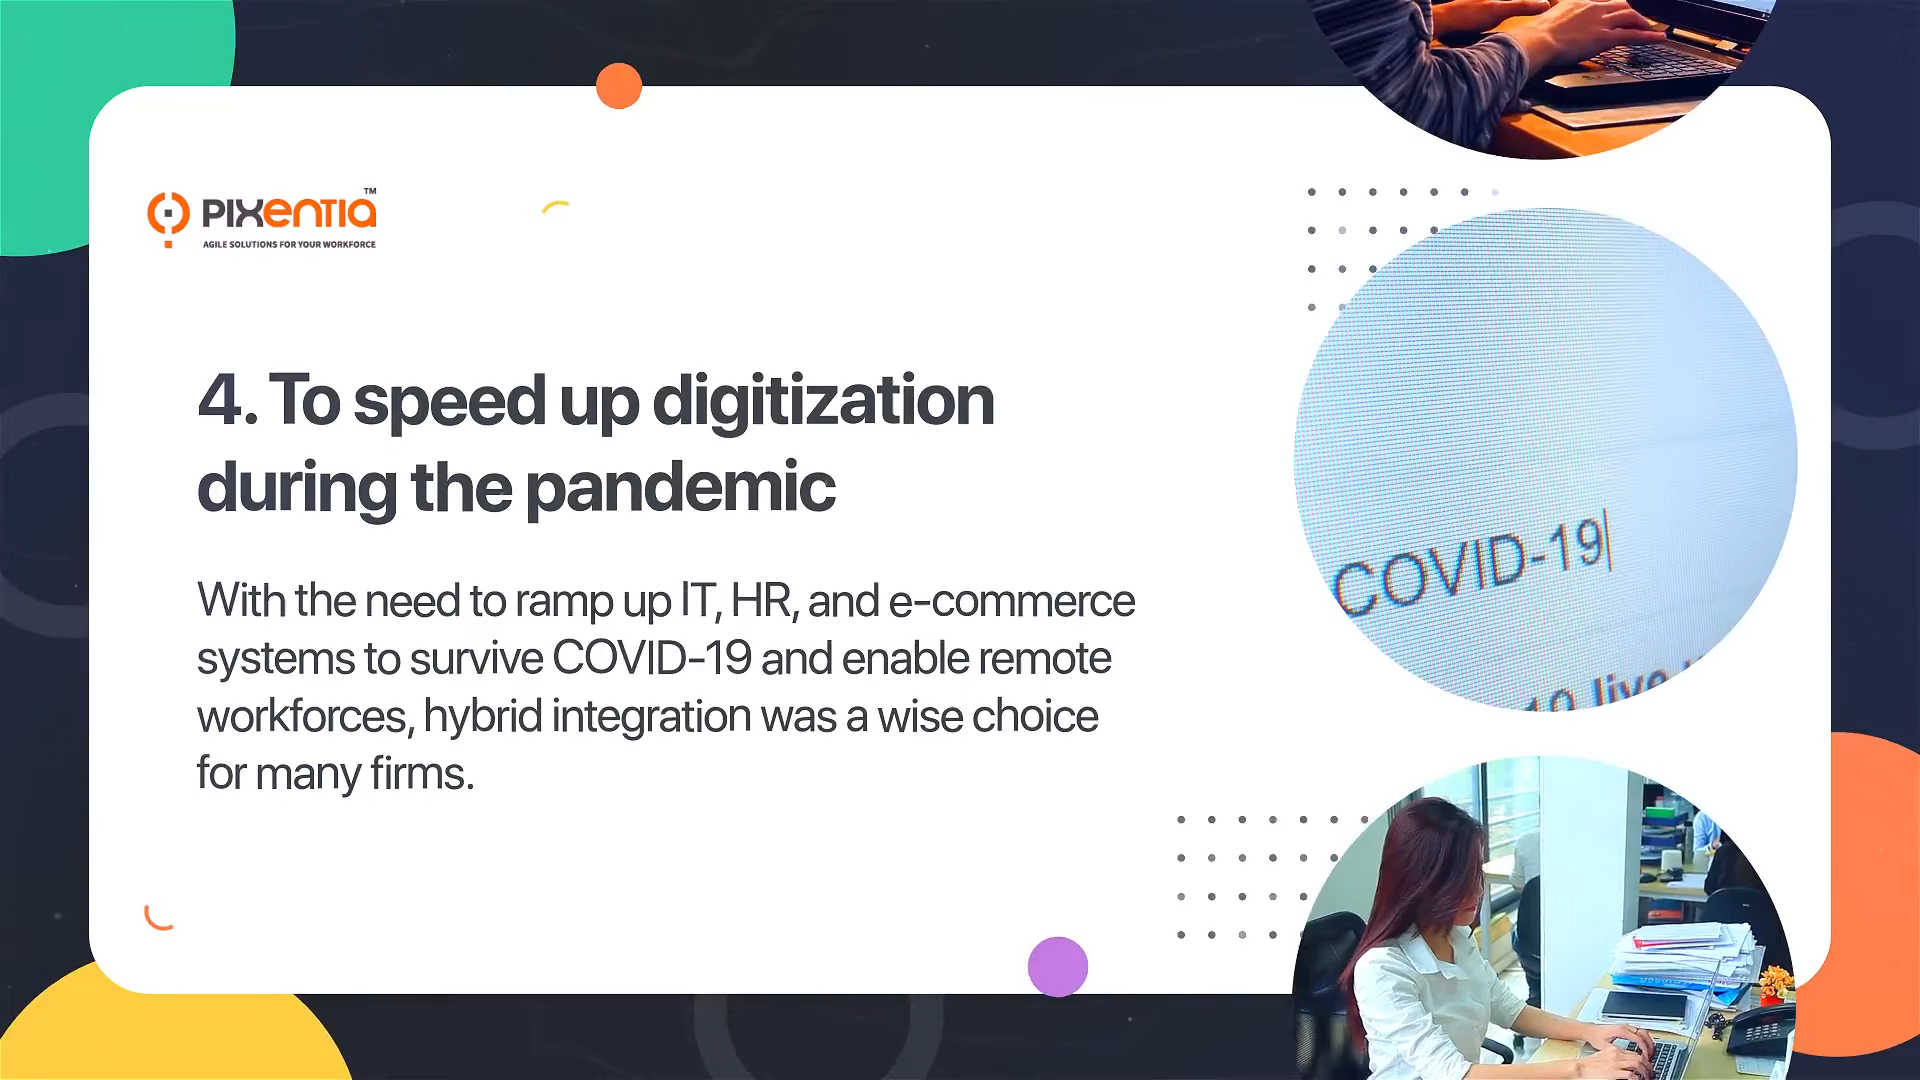 PIXENTIA™
AGILE SOLUTIONS FOR YOUR WORKFORCE
4. To speed up digitization
during the pandemic
With the need to ramp up IT, HR, and e-commerce
systems to survive COVID-19 and enable remote
workforces, hybrid integration was a wise choice
for many firms.
COVID-19
live